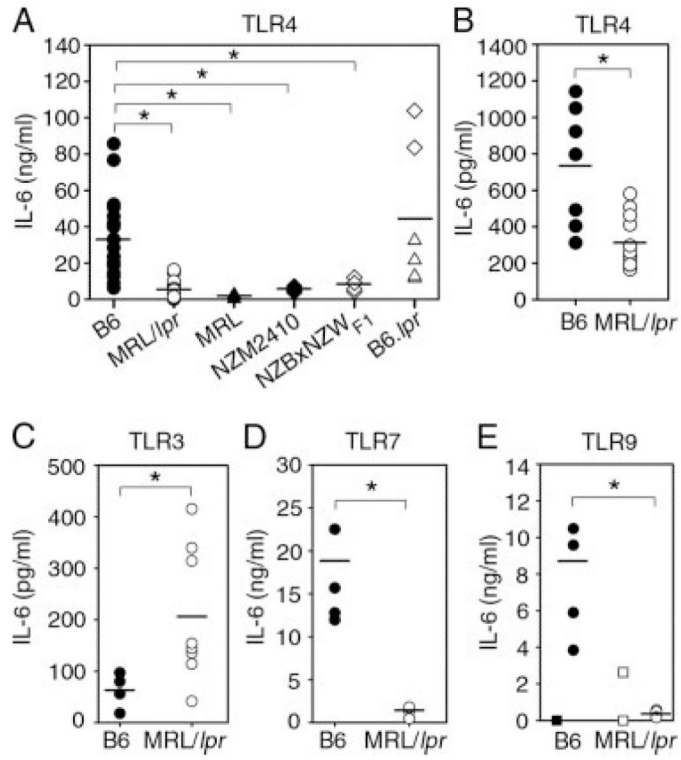 A
TLR4
IL-6 (ng/ml)
140
120
100
80
60
40
20
0
*
*
*
*
B6
MRL/lpr
MRL
NZM2410
NZBxNZW F1
B6.lpr
B
TLR4
IL-6 (pg/ml)
1400
1200
1000
800
600
400
200
0
*
B6 MRL/lpr
C
TLR3
IL-6 (pg/ml)
500
400
300
200
100
0
*
B6 MRL/lpr
D
TLR7
IL-6 (ng/ml)
30
25
20
15
10
5
0
*
B6 MRL/lpr
E
TLR9
IL-6 (ng/ml)
14
12
10
8
6
4
2
0
*
B6 MRL/lpr